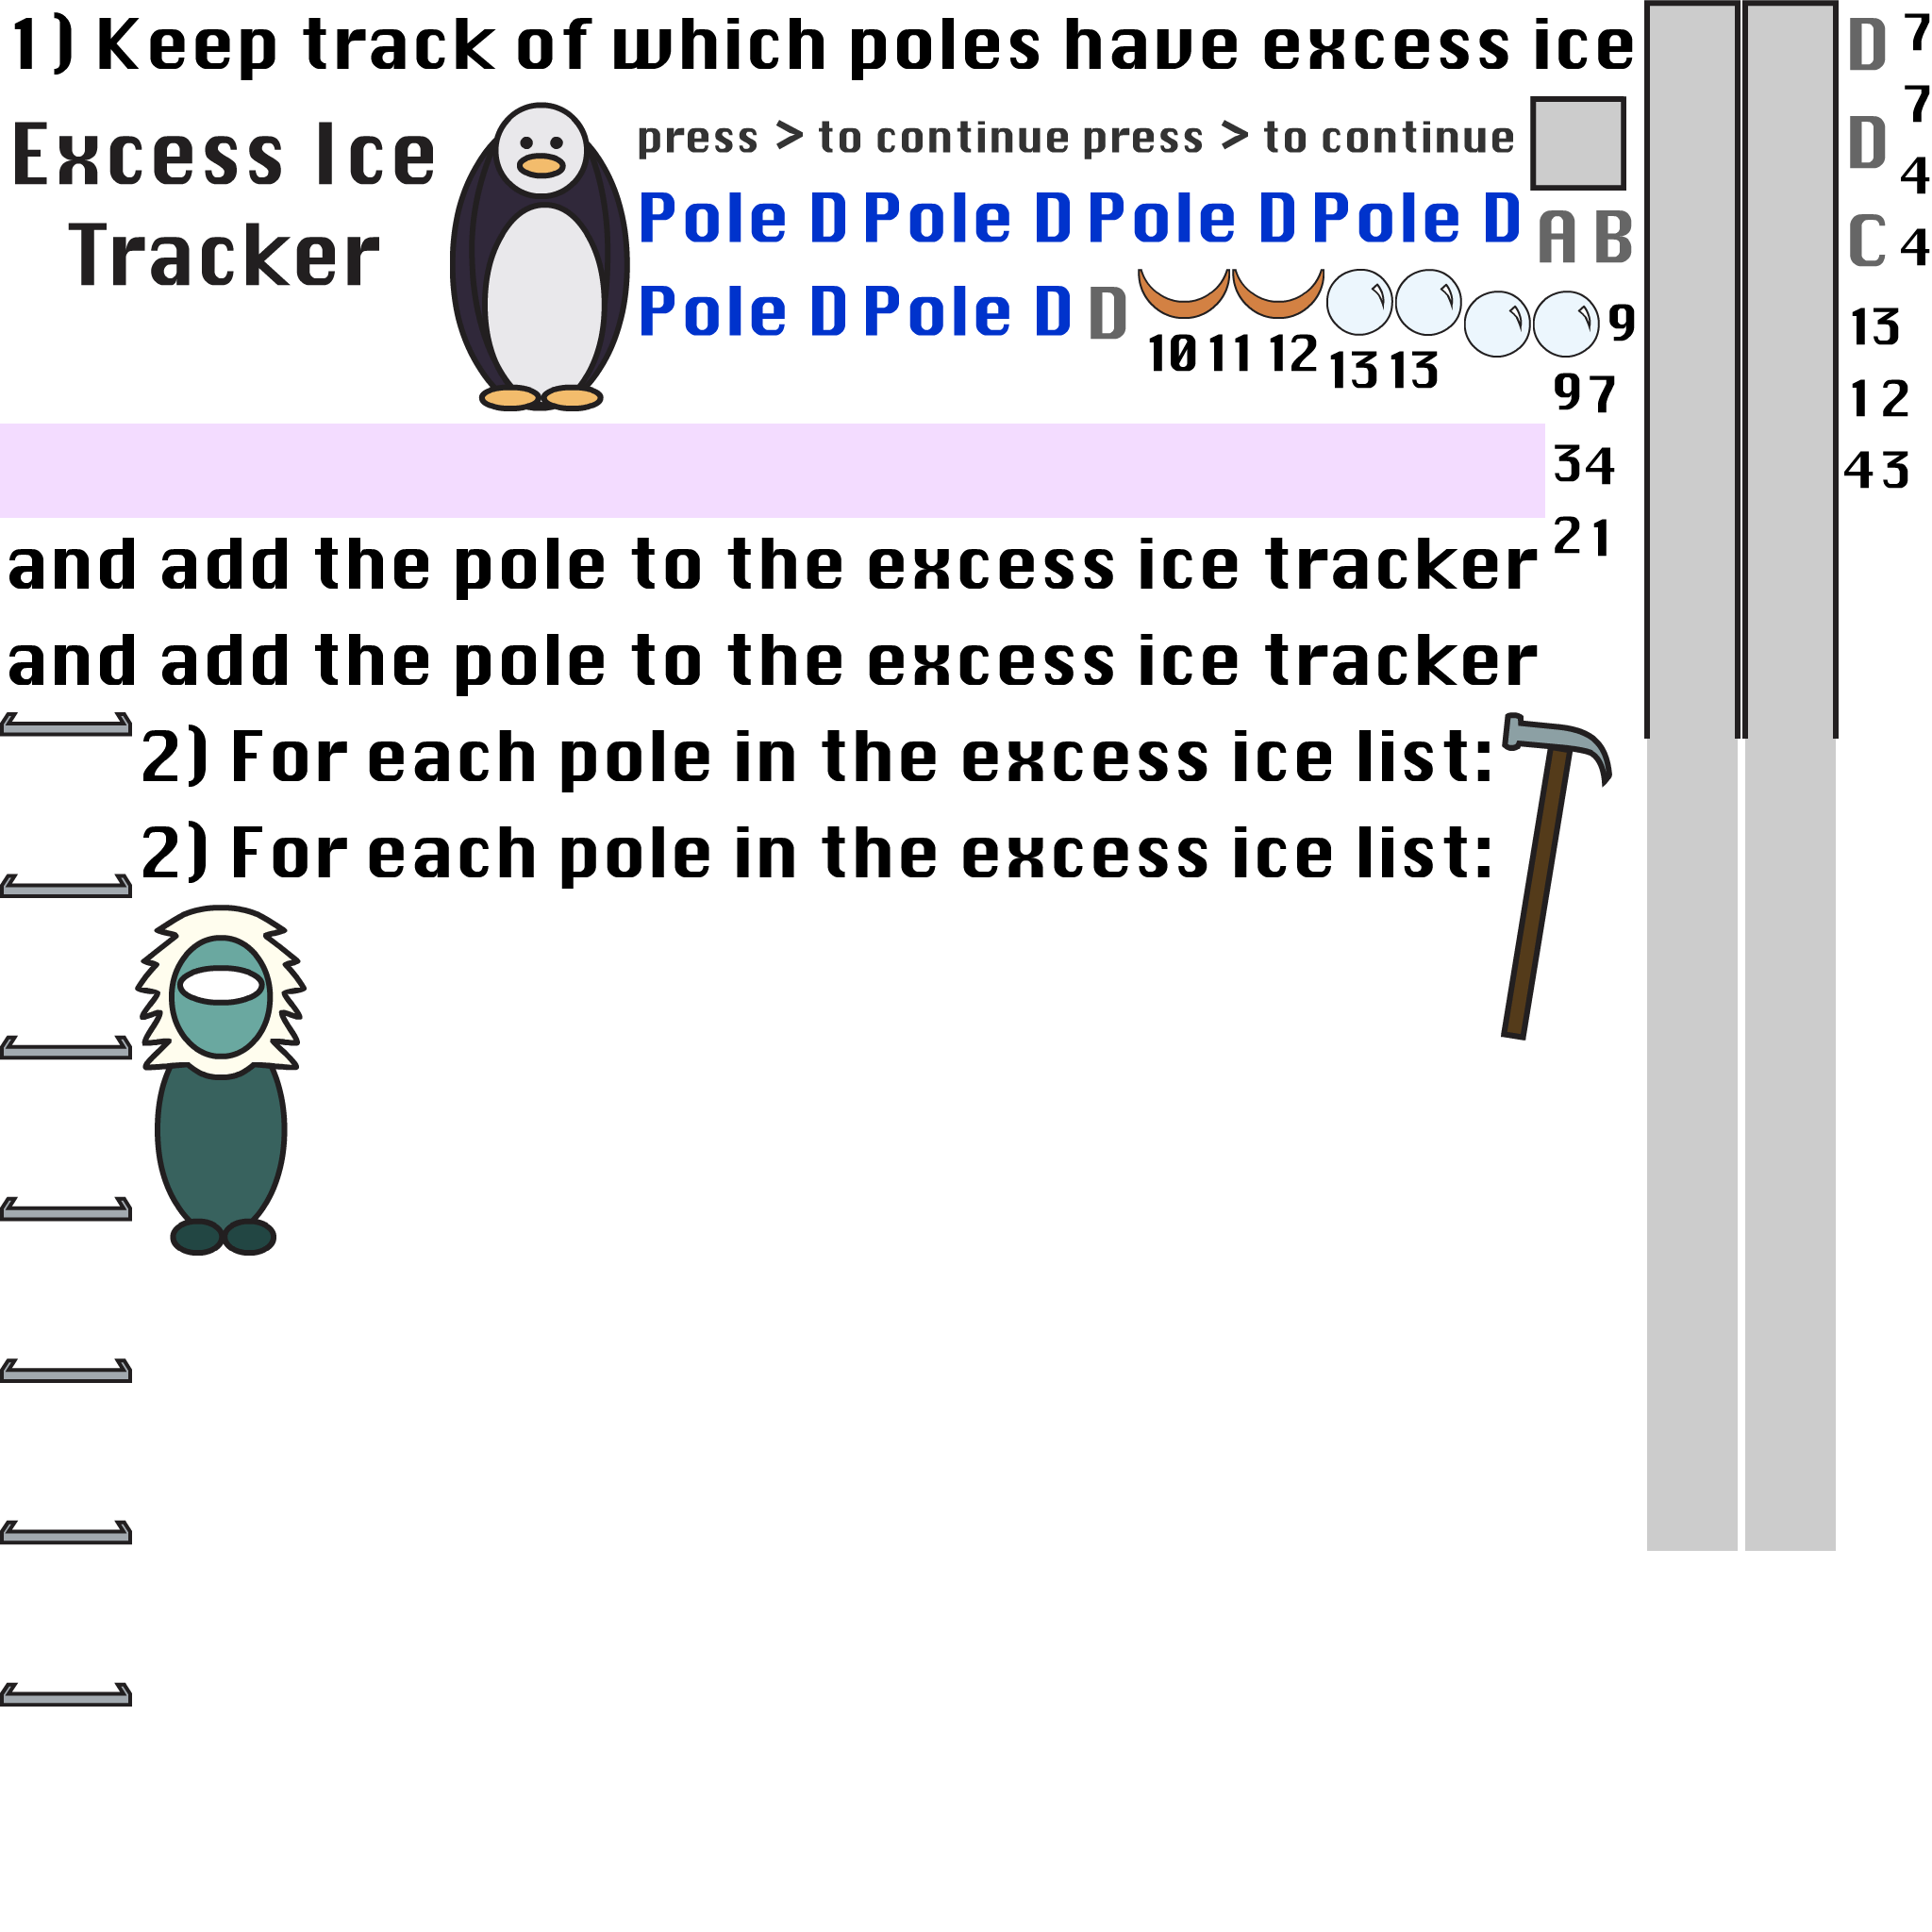 1) Keep track of which poles have excess ice
Excess Ice
Tracker
press > to continue press > to continue
Pole D Pole D Pole D Pole D
Pole D Pole D D
A B
10 11 12 13 13
9
9 7
3 4
2 1
D 7
7
D
4
C 4
13
1 2
4 3
and add the pole to the excess ice tracker
and add the pole to the excess ice tracker
2) For each pole in the excess ice list:
2) For each pole in the excess ice list: